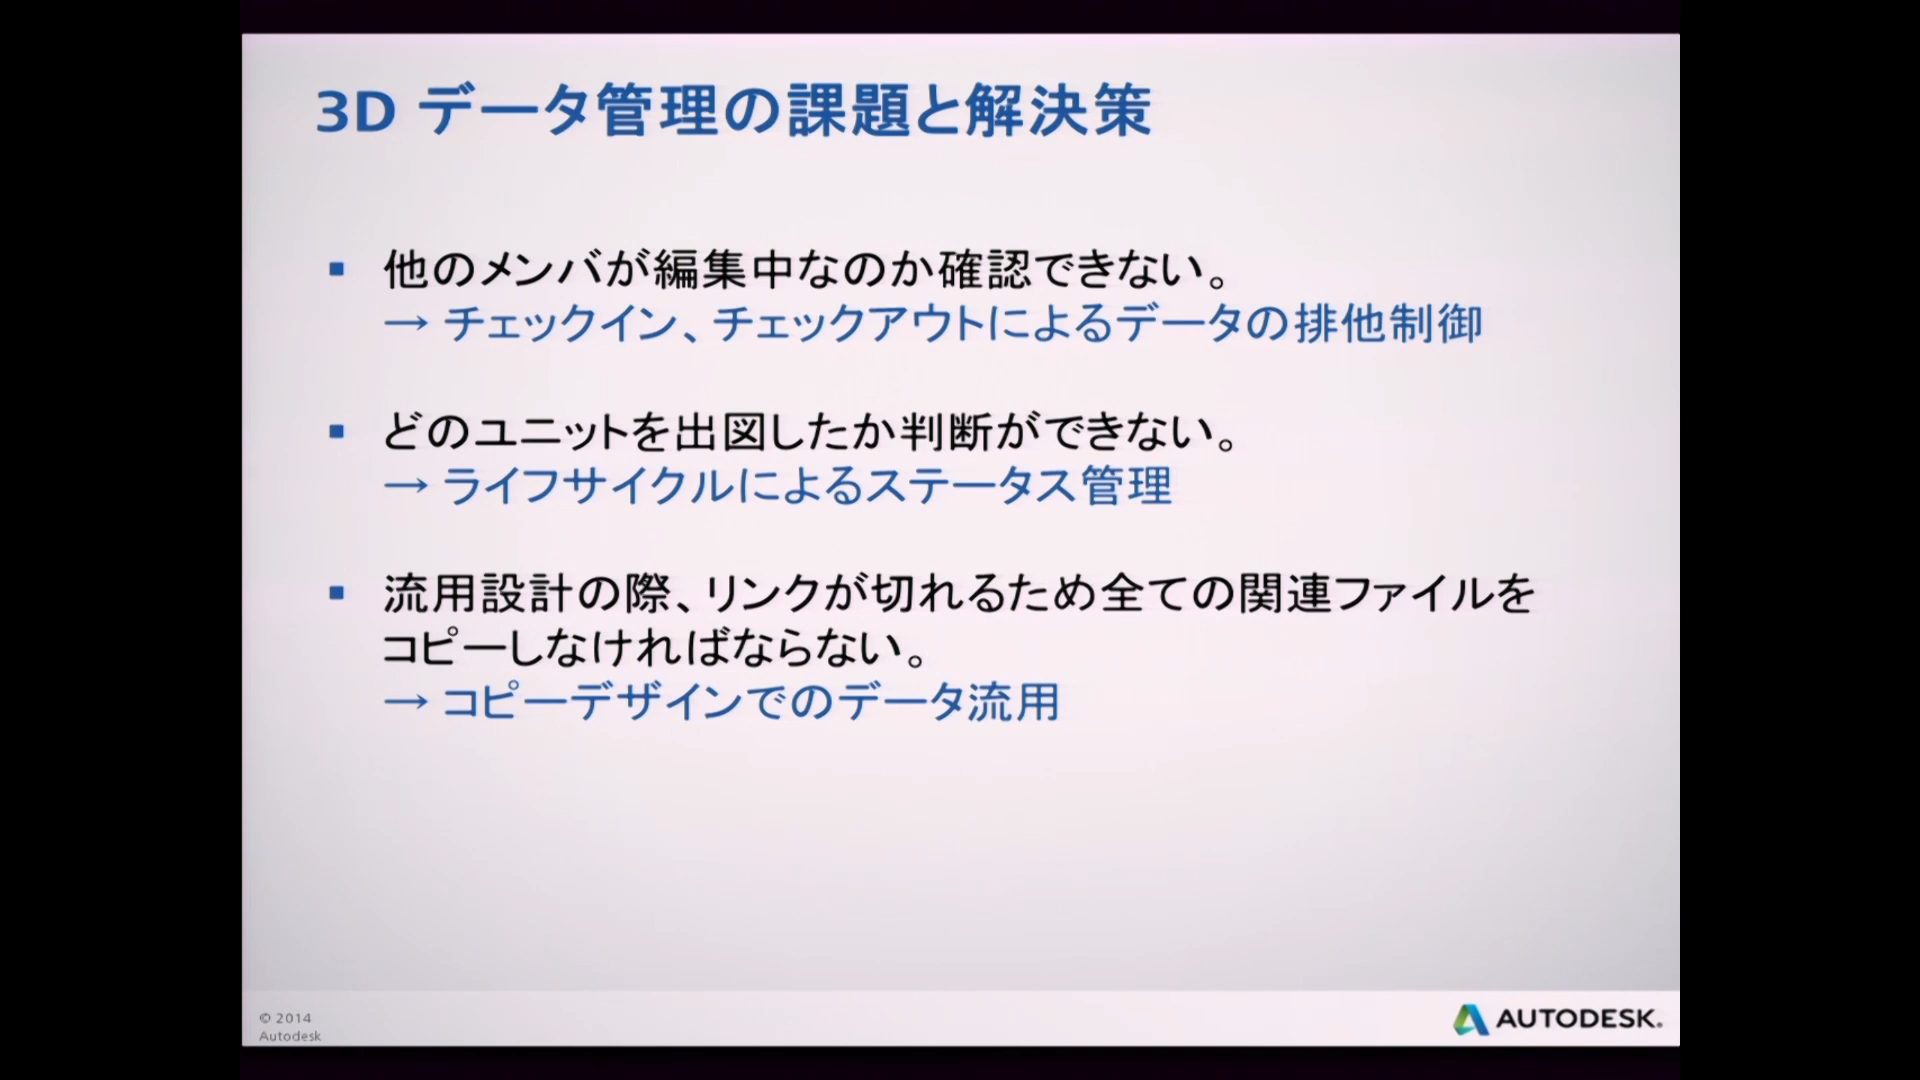 3D データ管理の課題と解決策
▪ 他のメンバが編集中なのか確認できない。
→ チェックイン、チェックアウトによるデータの排他制御
▪ どのユニットを出図したか判断ができない。
→ ライフサイクルによるステータス管理
▪ 流用設計の際、リンクが切れるため全ての関連ファイルを
コピーしなければならない。
→ コピーデザインでのデータ流用
© 2014
Autodesk
AUTODESK.